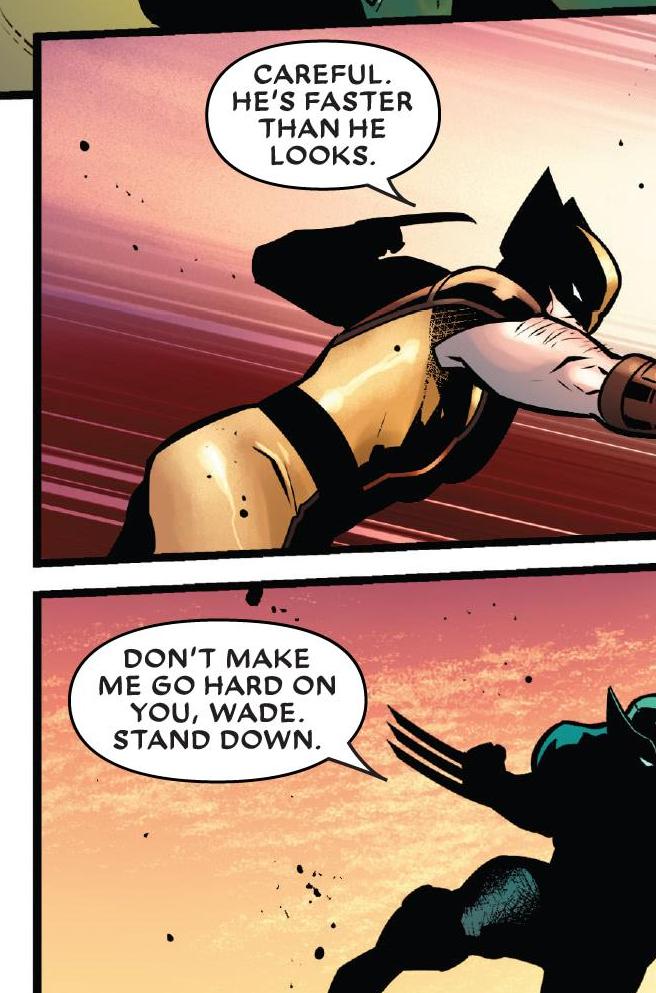 CAREFUL.
HE'S FASTER
THAN HE
LOOKS.
DON'T MAKE
ME GO HARD ON
YOU, WADE.
STAND DOWN.